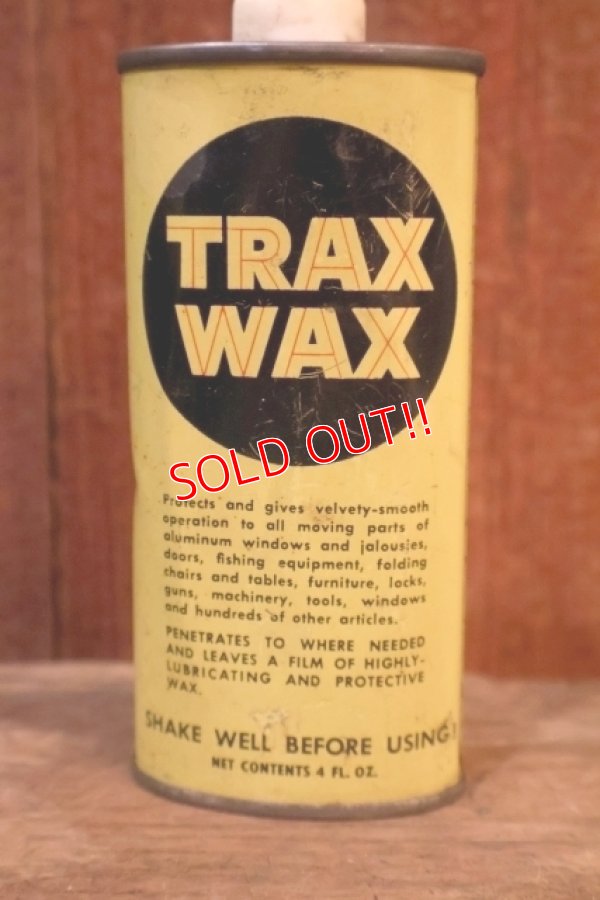 TRAX
WAX
SOLD OUT!!
Protects and gives velvety-smooth
operation to all moving parts of
aluminum windows and jalousies,
doors, fishing equipment, folding
chairs and tables, furniture, locks,
guns, machinery, tools, windows
and hundreds of other articles.
PENETRATES TO WHERE NEEDED
AND LEAVES A FILM OF HIGHLY-
LUBRICATING AND PROTECTIVE
WAX.
SHAKE WELL BEFORE USING!
NET CONTENTS 4 FL. OZ.